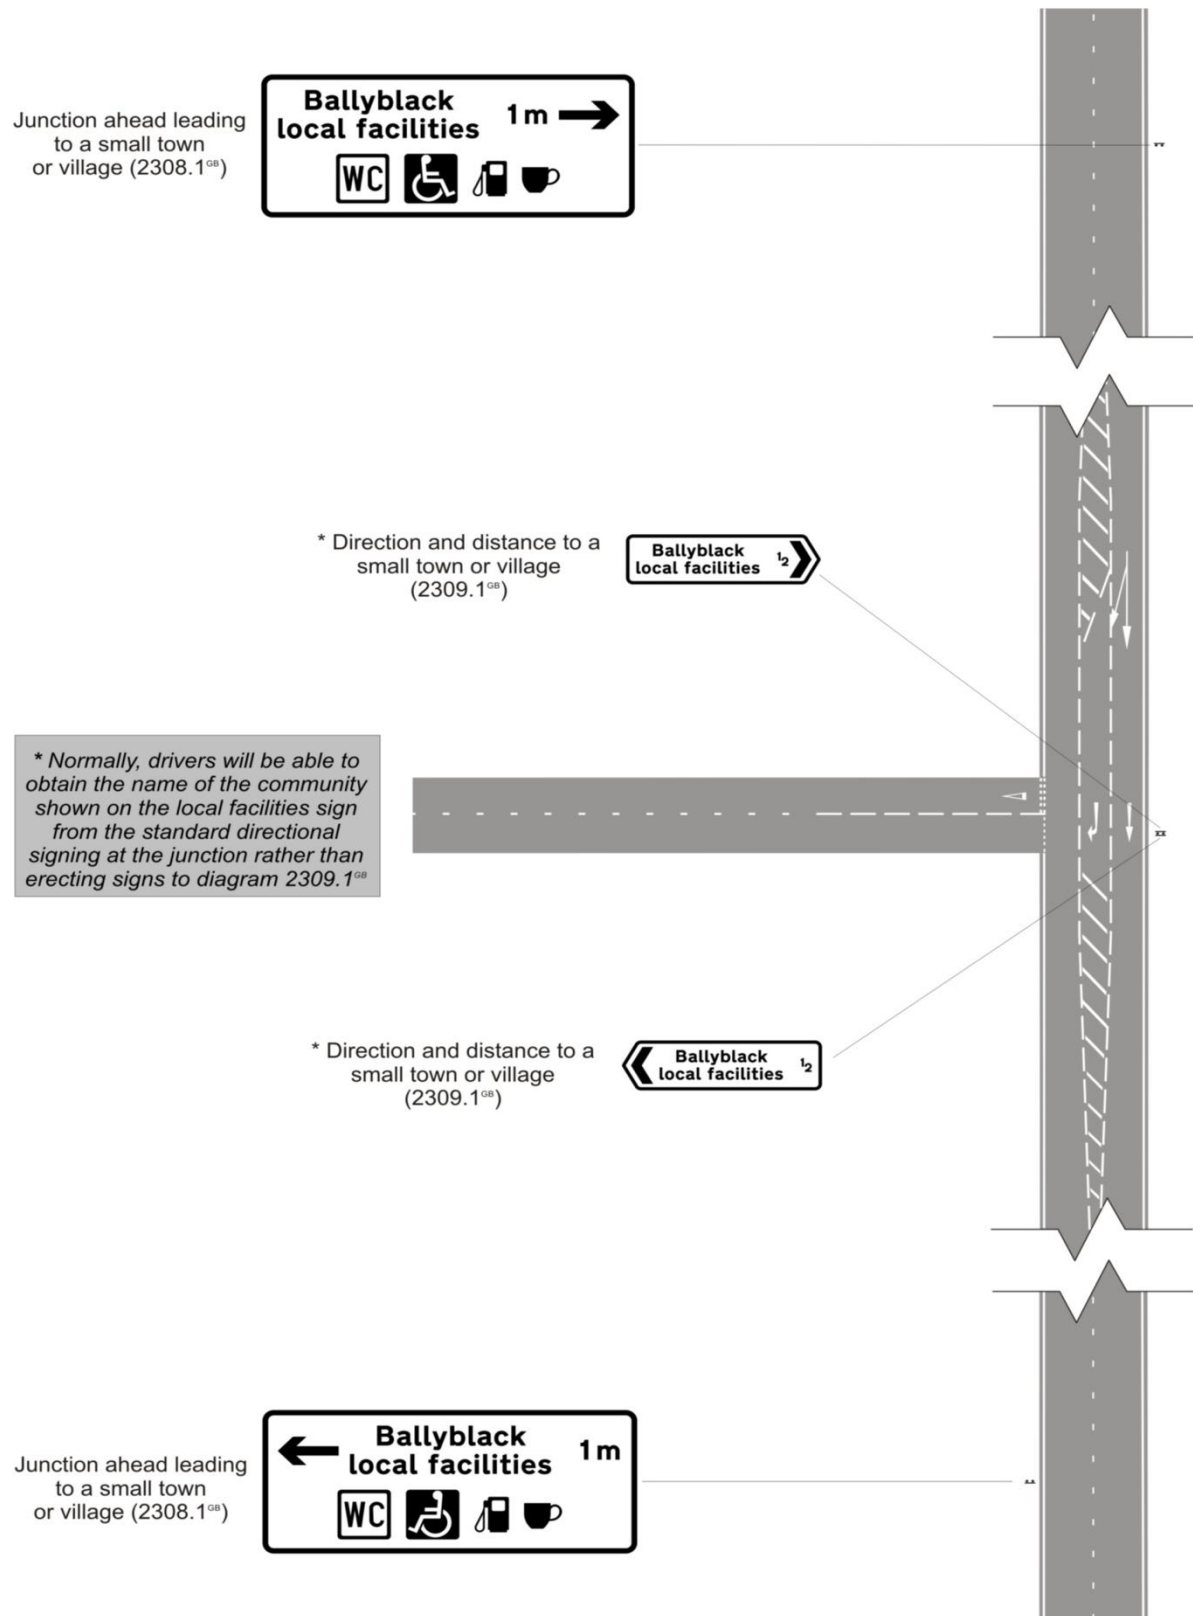 Ballyblack
local facilities
1 m
WC
Junction ahead leading
to a small town
or village (2308.1ᴳᴮ)
* Direction and distance to a
small town or village
(2309.1ᴳᴮ)
Ballyblack
local facilities
½
* Normally, drivers will be able to
obtain the name of the community
shown on the local facilities sign
from the standard directional
signing at the junction rather than
erecting signs to diagram 2309.1ᴳᴮ
* Direction and distance to a
small town or village
(2309.1ᴳᴮ)
Ballyblack
local facilities
½
Junction ahead leading
to a small town
or village (2308.1ᴳᴮ)
Ballyblack
local facilities
1 m
WC